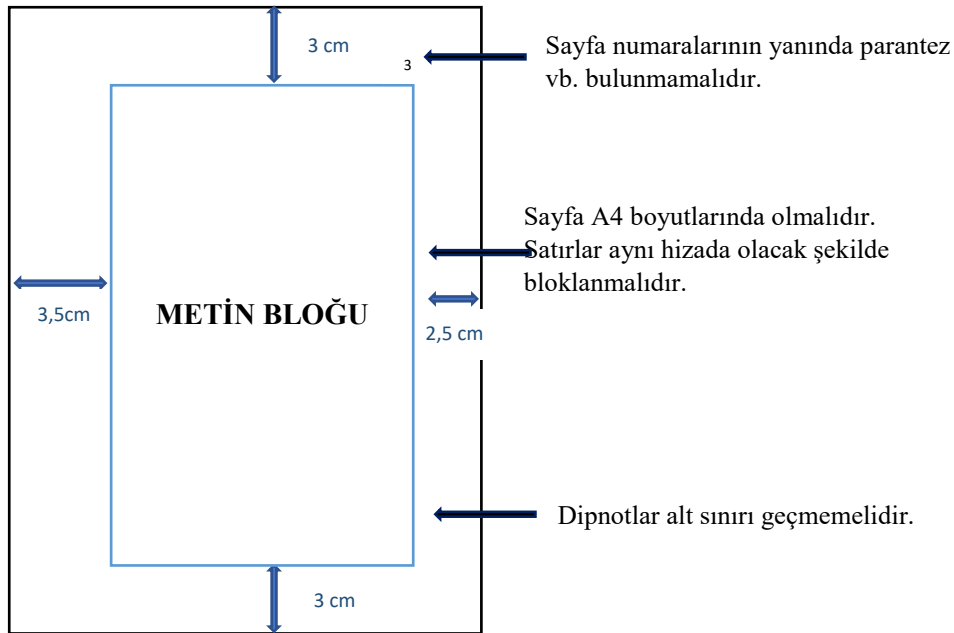 3 cm
3
Sayfa numaralarının yanında parantez
vb. bulunmamalıdır.
Sayfa A4 boyutlarında olmalıdır.
Satırlar aynı hizada olacak şekilde
bloklanmalıdır.
3,5cm
METİN BLOĞU
2,5 cm
Dipnotlar alt sınırı geçmemelidir.
3 cm